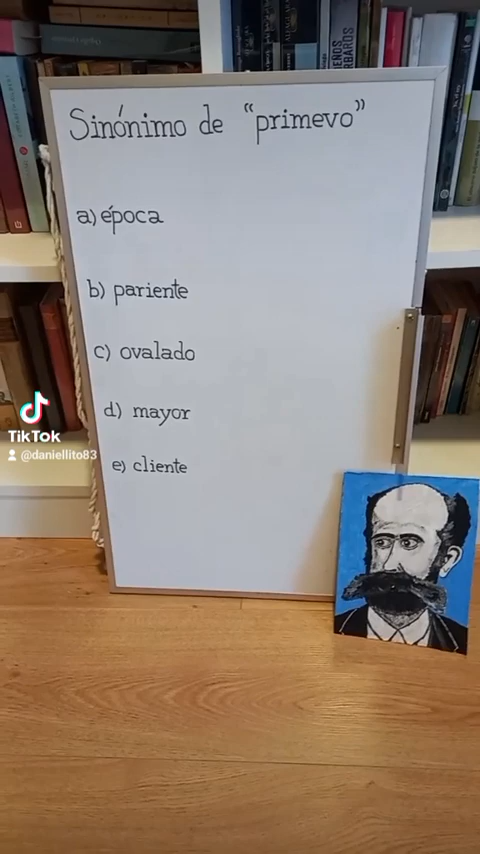 Sinónimo de "primevo"
a) época
b) pariente
c) ovalado
d) mayor
e) cliente
TikTok
@daniellito83